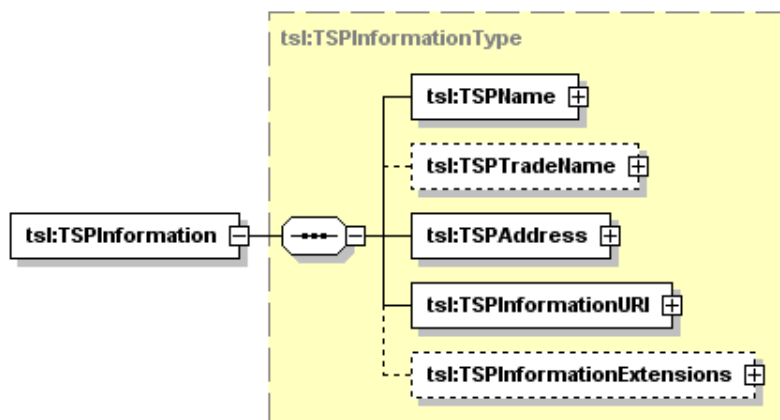 tsl:TSPInformationType
tsl:TSPName
tsl:TSPTradeName
tsl:TSPInformation
tsl:TSPAddress
tsl:TSPInformationURI
tsl:TSPInformationExtensions